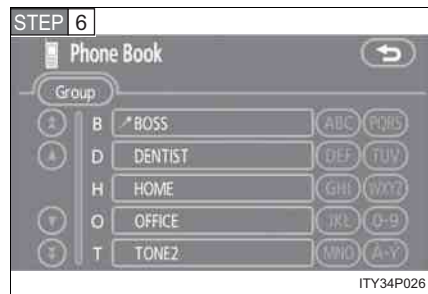 STEP 6
Phone Book
Group
B BOSS ABC PQRS
D DENTIST DEF TUV
H HOME GHI WXYZ
O OFFICE JKL 0-9
T TONE2 MNO À-Ý
ITY34P026